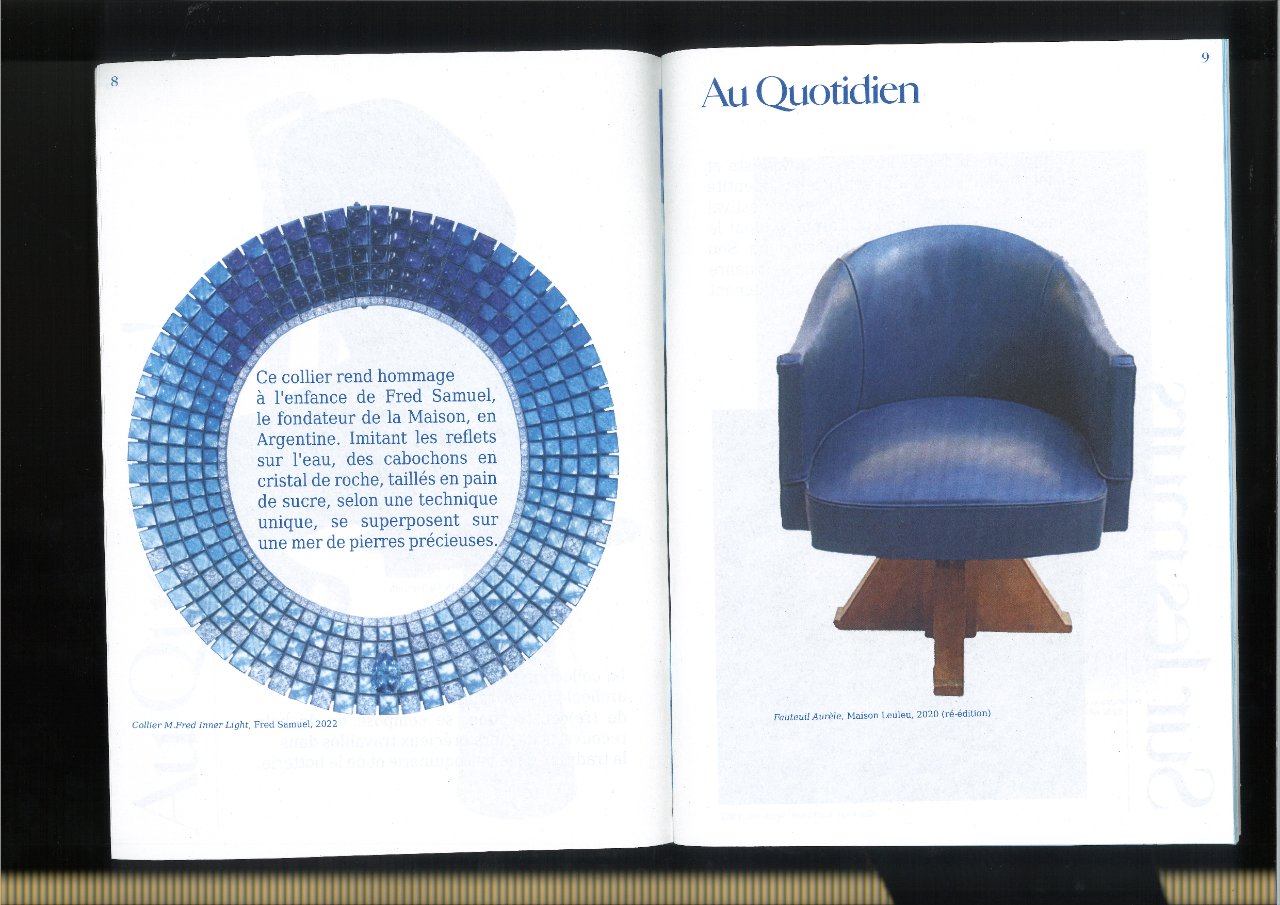 8
Ce collier rend hommage
à l'enfance de Fred Samuel,
le fondateur de la Maison, en
Argentine. Imitant les reflets
sur l'eau, des cabochons en
cristal de roche, taillés en pain
de sucre, selon une technique
unique, se superposent sur
une mer de pierres précieuses.
Collier M.Fred Inner Light, Fred Samuel, 2022
9
Au Quotidien
Fauteuil Aurèle, Maison Leuleu, 2020 (ré-édition)